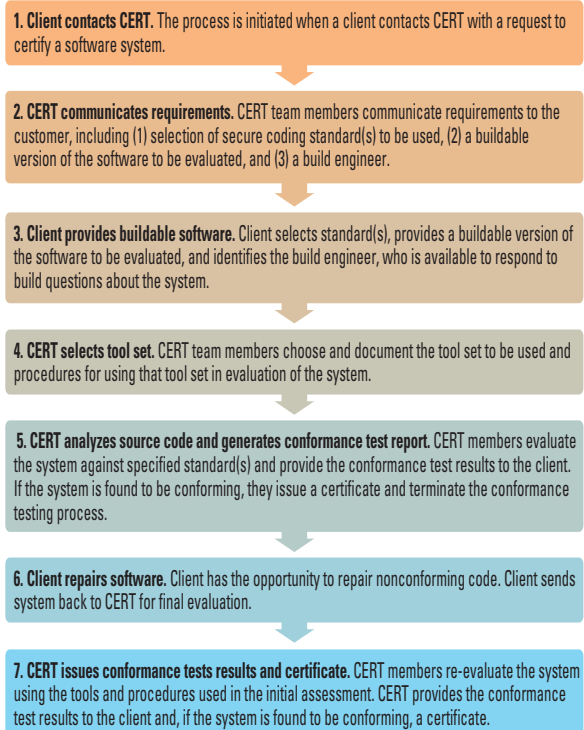 1. Client contacts CERT. The process is initiated when a client contacts CERT with a request to
certify a software system.
2. CERT communicates requirements. CERT team members communicate requirements to the
customer, including (1) selection of secure coding standard(s) to be used, (2) a buildable
version of the software to be evaluated, and (3) a build engineer.
3. Client provides buildable software. Client selects standard(s), provides a buildable version of
the software to be evaluated, and identifies the build engineer, who is available to respond to
build questions about the system.
4. CERT selects tool set. CERT team members choose and document the tool set to be used and
procedures for using that tool set in evaluation of the system.
5. CERT analyzes source code and generates conformance test report. CERT members evaluate
the system against specified standard(s) and provide the conformance test results to the client.
If the system is found to be conforming, they issue a certificate and terminate the conformance
testing process.
6. Client repairs software. Client has the opportunity to repair nonconforming code. Client sends
system back to CERT for final evaluation.
7. CERT issues conformance tests results and certificate. CERT members re-evaluate the system
using the tools and procedures used in the initial assessment. CERT provides the conformance
test results to the client and, if the system is found to be conforming, a certificate.